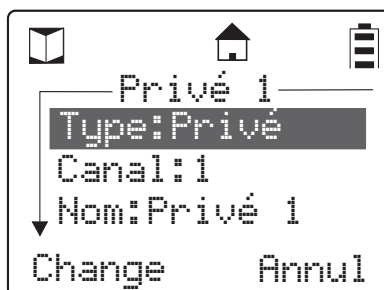 Privé 1
Type:Privé
Canal:1
Nom:Privé 1
Change Annul